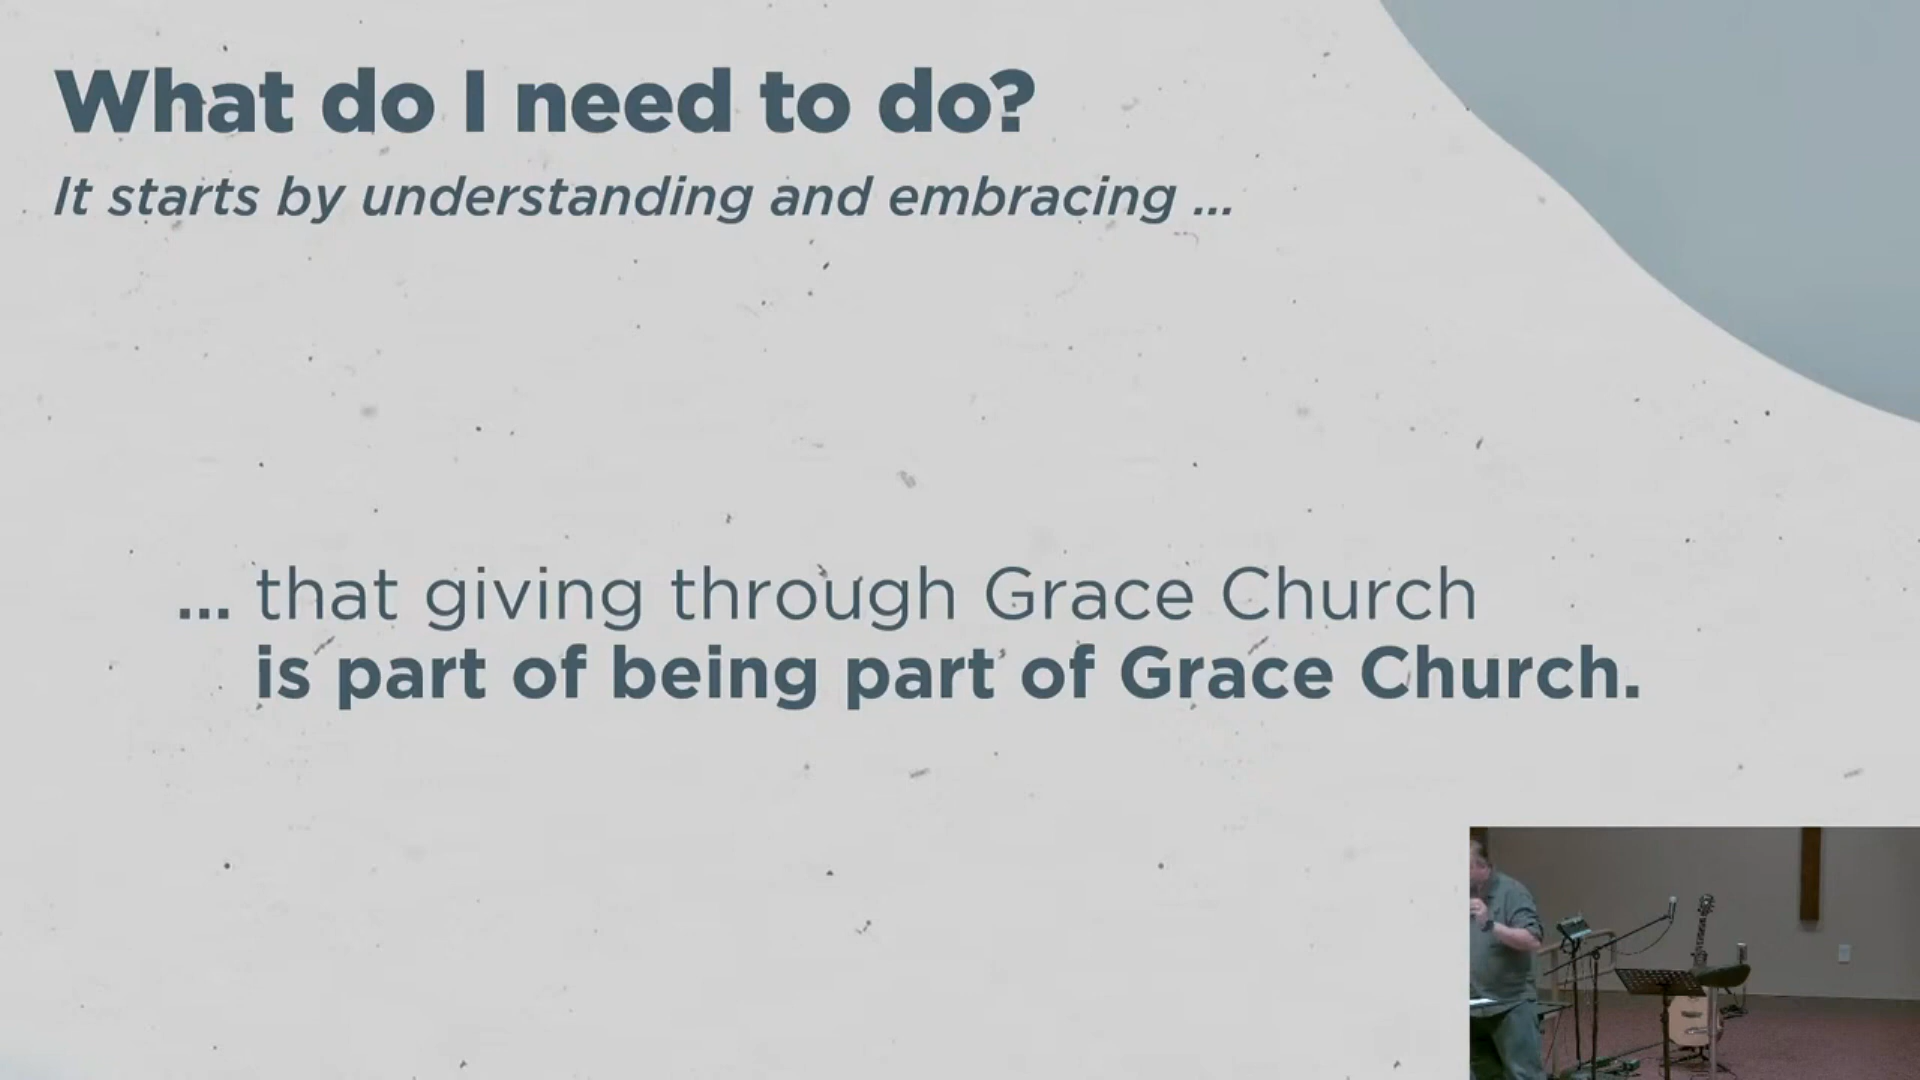 What do I need to do?
It starts by understanding and embracing ...
... that giving through Grace Church
is part of being part of Grace Church.